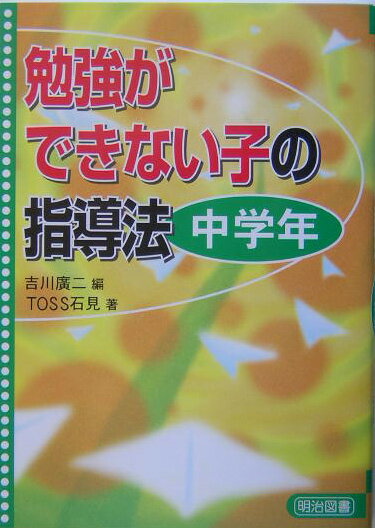 勉強が
できない子の
指導法 中学年
吉川廣二 編
TOSS石見 著
明治図書